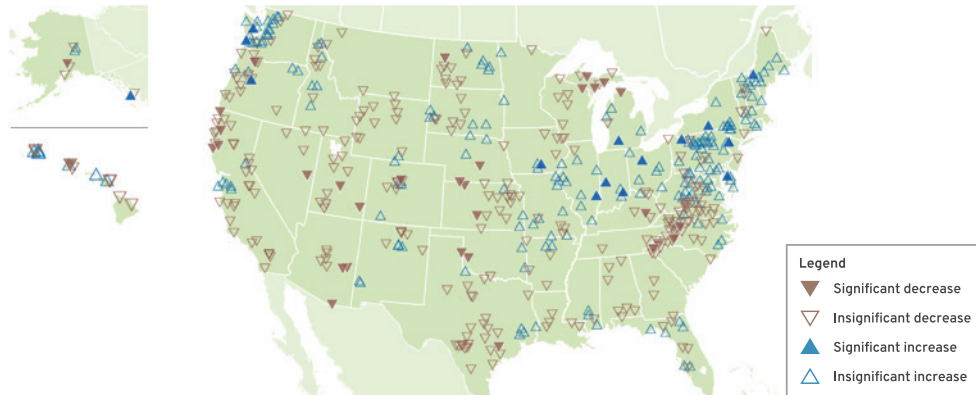 Legend
Significant decrease
Insignificant decrease
Significant increase
Insignificant increase